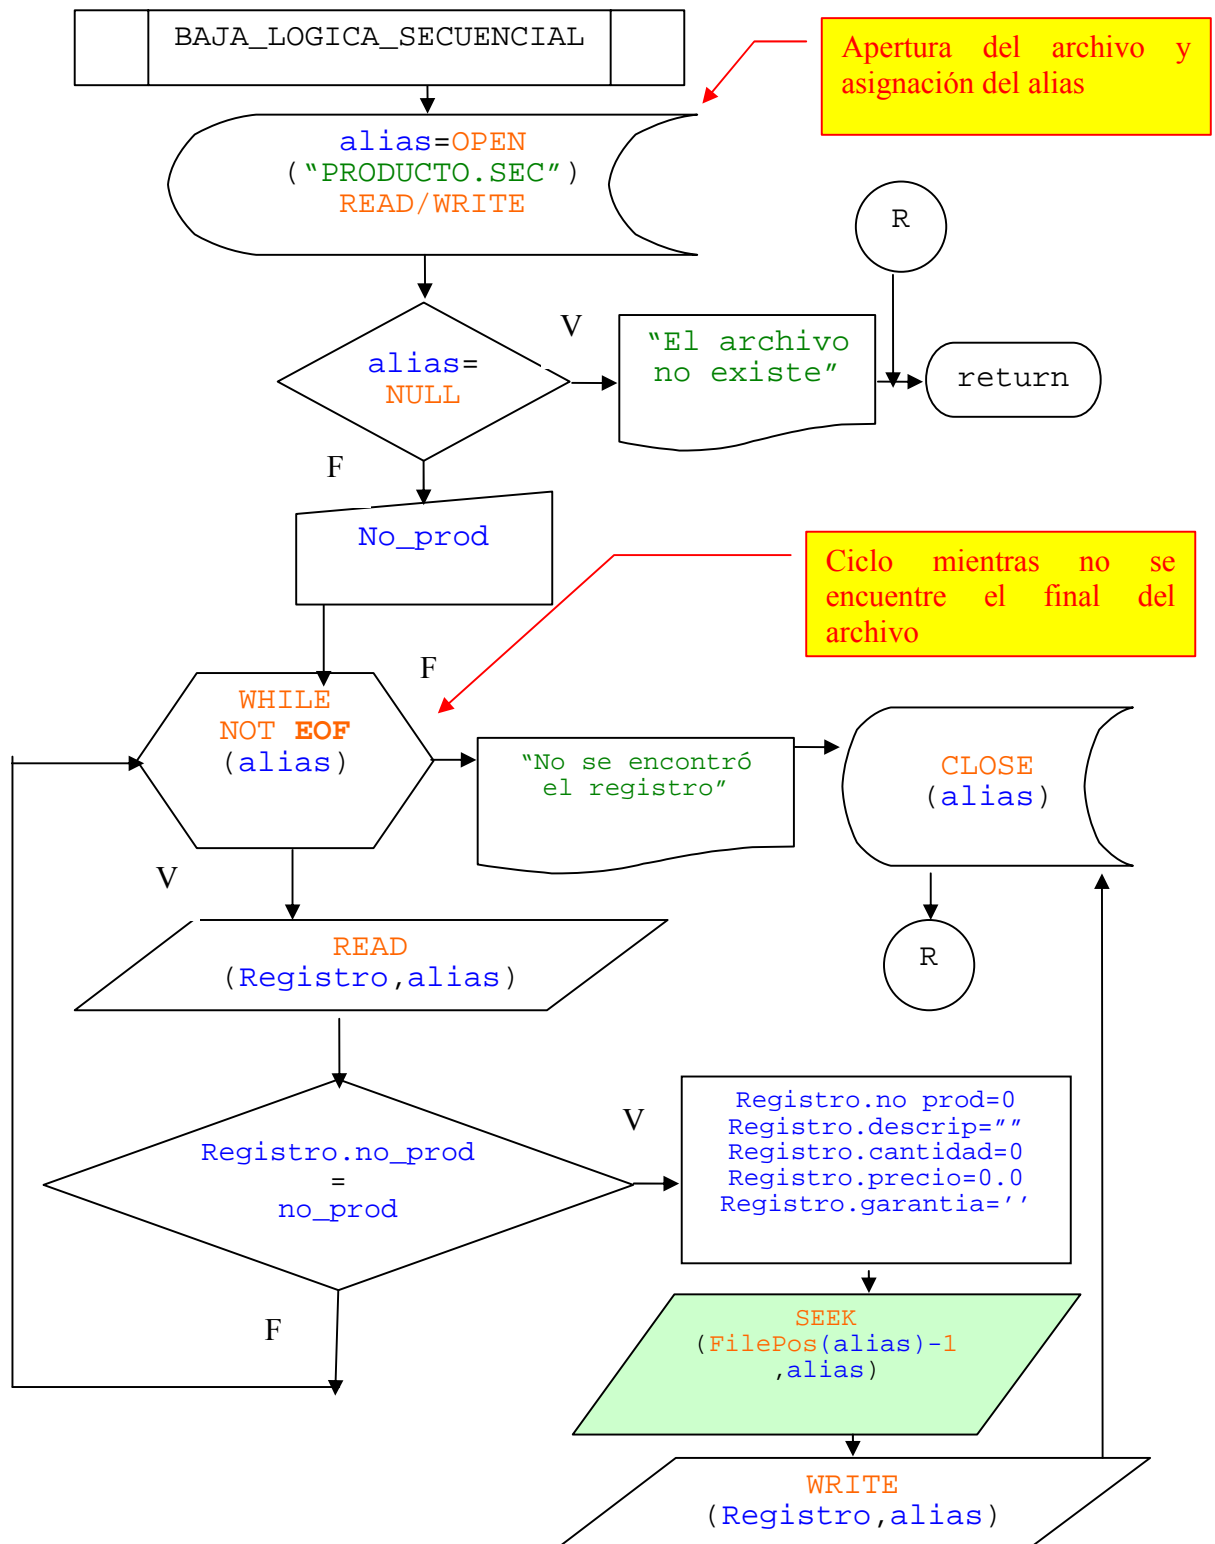 BAJA_LOGICA_SECUENCIAL
Apertura del archivo y
asignación del alias
alias=OPEN
(“PRODUCTO.SEC”)
READ/WRITE
R
V
“El archivo
no existe”
return
alias=
NULL
F
No_prod
Ciclo mientras no se
encuentre el final del
archivo
F
WHILE
NOT EOF
(alias)
“No se encontró
el registro”
CLOSE
(alias)
V
READ
(Registro,alias)
R
Registro.no_prod
=
no_prod
V
Registro.no prod=0
Registro.descrip=””
Registro.cantidad=0
Registro.precio=0.0
Registro.garantia=’’
F
SEEK
(FilePos(alias)-1
,alias)
WRITE
(Registro,alias)